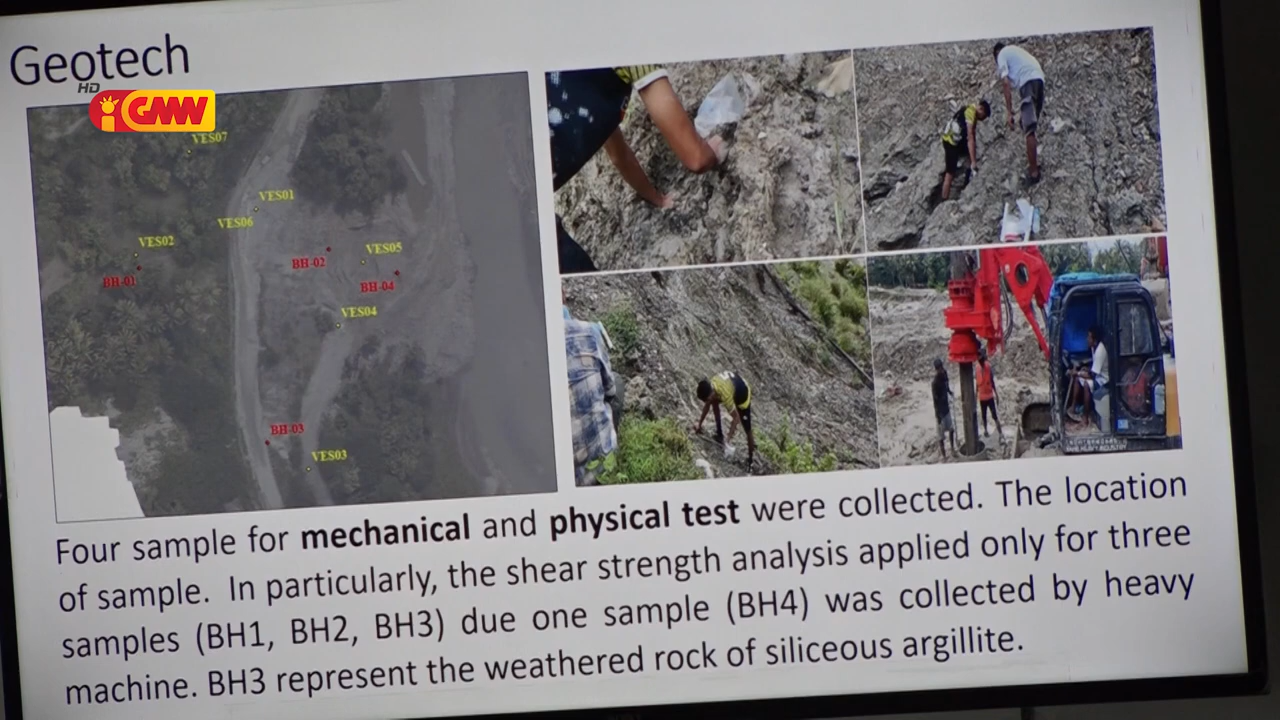 Geotech
HD
iGMW
VES07
VES01
VES06
VES02
BH-01
BH-02
VES05
BH-04
VES04
BH-03
VES03
Four sample for mechanical and physical test were collected. The location
of sample. In particularly, the shear strength analysis applied only for three
samples (BH1, BH2, BH3) due one sample (BH4) was collected by heavy
machine. BH3 represent the weathered rock of siliceous argillite.